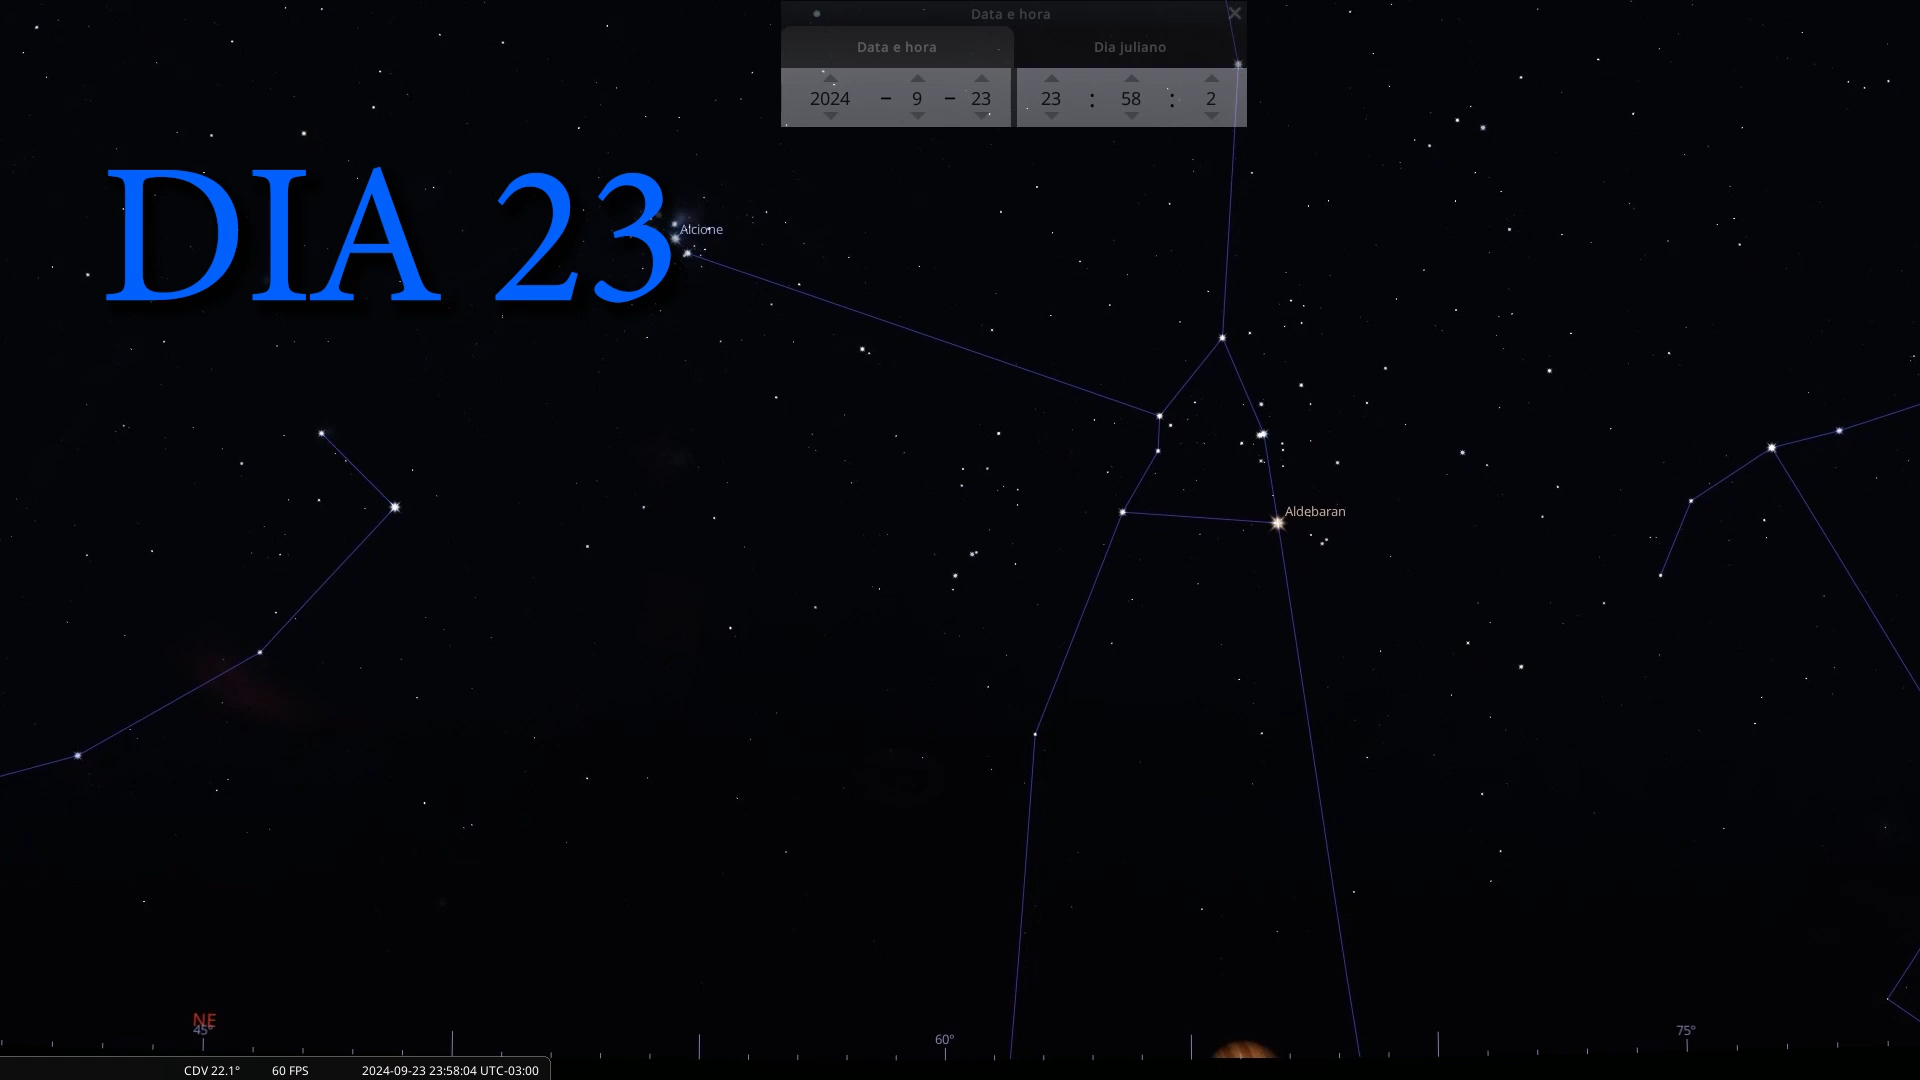 Data e hora
Data e hora
Dia juliano
2024 – 9 – 23
23 : 58 : 2
DIA 23
Alcione
Aldebaran
NE
45°
60°
75°
CDV 22.1° 60 FPS 2024-09-23 23:58:04 UTC-03:00